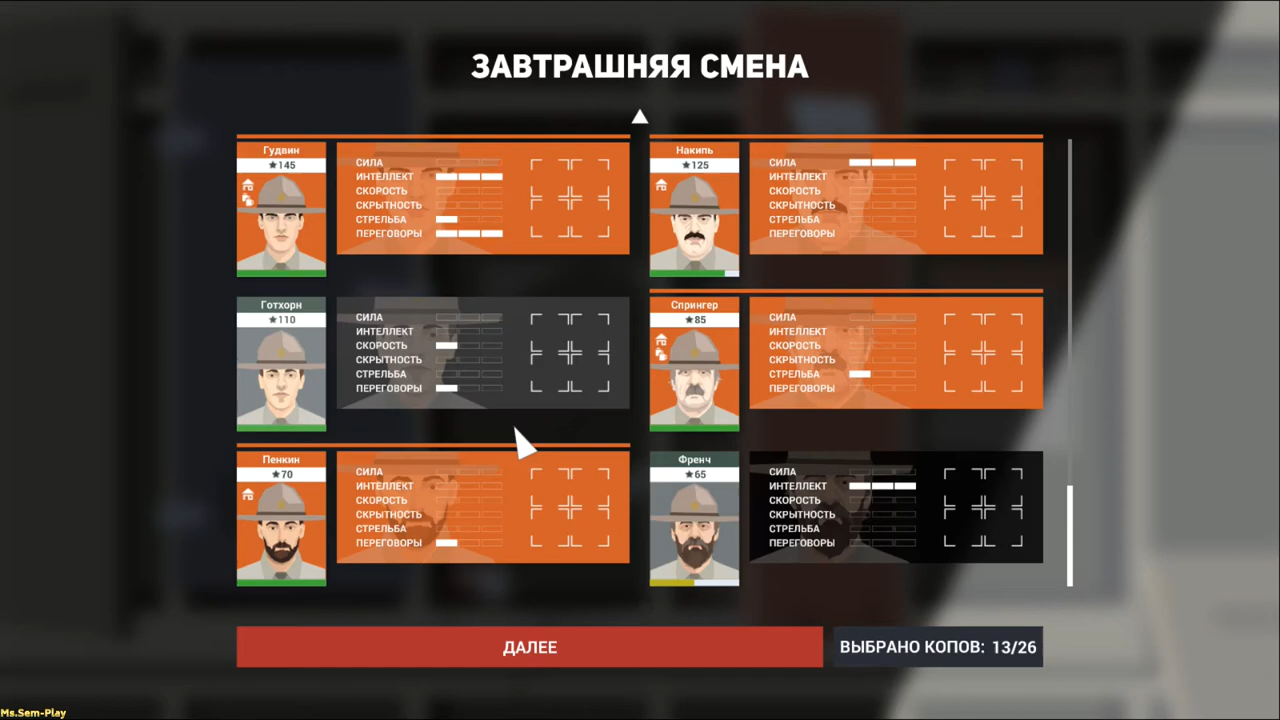 ЗАВТРАШНЯЯ СМЕНА
Гудвин
★145
СИЛА
ИНТЕЛЛЕКТ
СКОРОСТЬ
СКРЫТНОСТЬ
СТРЕЛЬБА
ПЕРЕГОВОРЫ
Накипь
★125
СИЛА
ИНТЕЛЛЕКТ
СКОРОСТЬ
СКРЫТНОСТЬ
СТРЕЛЬБА
ПЕРЕГОВОРЫ
Готхорн
★110
СИЛА
ИНТЕЛЛЕКТ
СКОРОСТЬ
СКРЫТНОСТЬ
СТРЕЛЬБА
ПЕРЕГОВОРЫ
Спрингер
★85
СИЛА
ИНТЕЛЛЕКТ
СКОРОСТЬ
СКРЫТНОСТЬ
СТРЕЛЬБА
ПЕРЕГОВОРЫ
Пенкин
★70
СИЛА
ИНТЕЛЛЕКТ
СКОРОСТЬ
СКРЫТНОСТЬ
СТРЕЛЬБА
ПЕРЕГОВОРЫ
Френч
★65
СИЛА
ИНТЕЛЛЕКТ
СКОРОСТЬ
СКРЫТНОСТЬ
СТРЕЛЬБА
ПЕРЕГОВОРЫ
ДАЛЕЕ
ВЫБРАНО КОПОВ: 13/26
Ms.Sem-Play